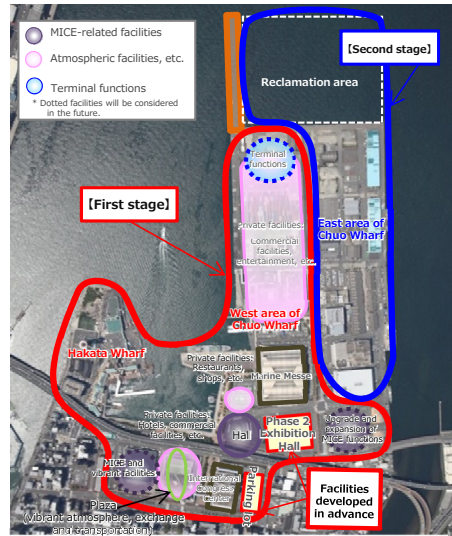 MICE-related facilities
Atmospheric facilities, etc.
Terminal functions
* Dotted facilities will be considered
in the future.
【Second stage】
Reclamation area
Terminal
functions
【First stage】
Private facilities:
Commercial
facilities,
entertainment, etc.
East area of
Chuo Wharf
West area of
Chuo Wharf
Hakata Wharf
Private facilities:
Restaurants,
shops, etc.
Marine Messe
Private facilities:
Hotels, commercial
facilities, etc.
Hal
Phase 2
Exhibition
Hall
Upgrade and
expansion of
MICE functions
MICE and
vibrant facilities
International
Congress
Center
Parking lot
Facilities
developed
in advance
Plaza
(vibrant atmosphere, exchange
and transportation)